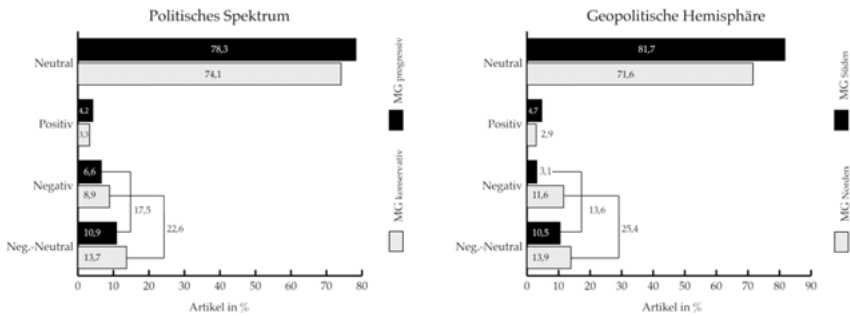 Politisches Spektrum
Neutral
78,3
74,1
Positiv
4,2
3,3
Negativ
6,6
8,9
17,5
22,6
Neg.-Neutral
10,9
13,7
0 10 20 30 40 50 60 70 80
Artikel in %
MG progressiv
MG konservativ
Geopolitische Hemisphäre
Neutral
81,7
71,6
Positiv
4,7
2,9
Negativ
3,1
11,6
13,6
25,4
Neg.-Neutral
10,5
13,9
0 10 20 30 40 50 60 70 80 90
Artikel in %
MG Süden
MG Norden